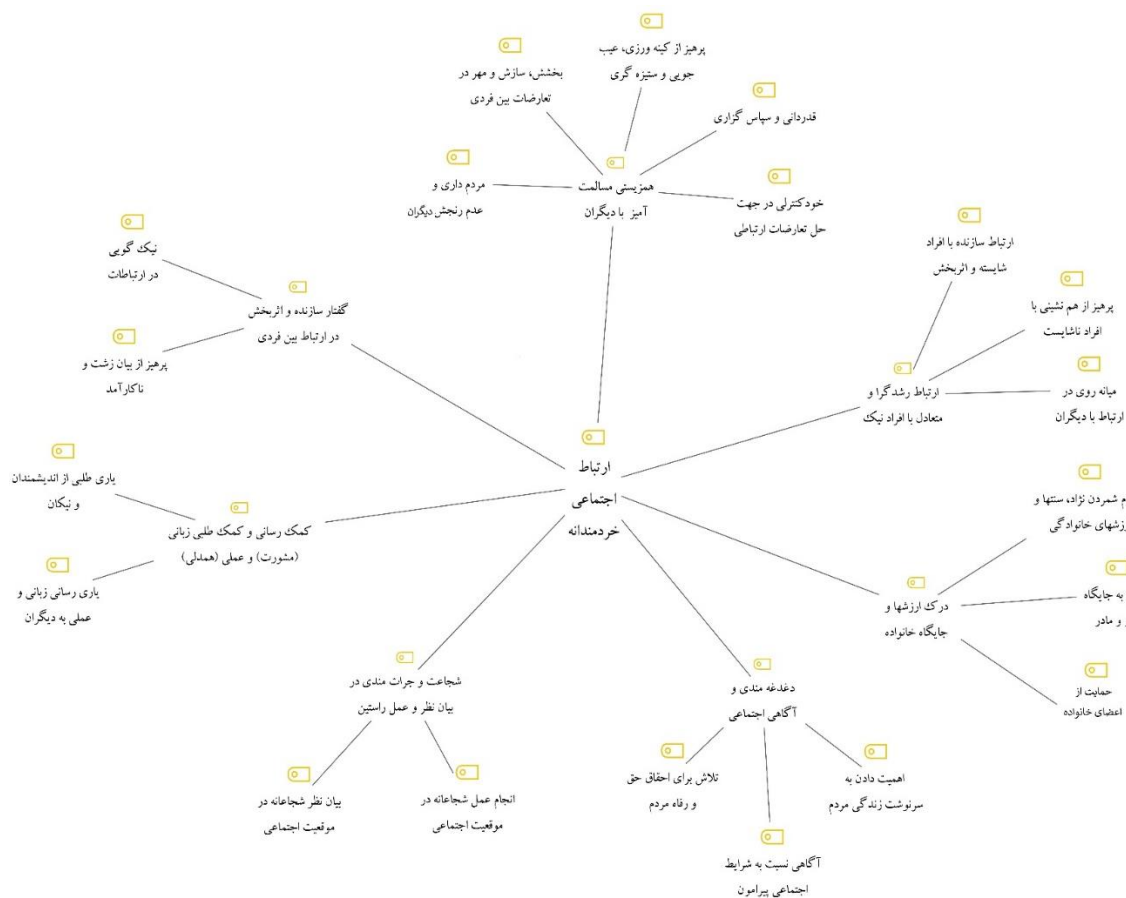 پرهیز از کینه ورزی، عیب
جویی و ستیزه گری
بخشش، سازش و مهر در
تعارضات بین فردی
قدردانی و سپاس گزاری
همزیستی مسالمت
آمیز با دیگران
مردم داری و
عدم رنجش دیگران
خودکنترلی در جهت
حل تعارضات ارتباطی
ارتباط سازنده با افراد
شایسته و اثربخش
پرهیز از هم نشینی با
افراد ناشایست
ارتباط رشدگرا و
متعادل با افراد نیک
میانه روی در
ارتباط با دیگران
نیک گویی
در ارتباطات
گفتار سازنده و اثربخش
در ارتباط بین فردی
پرهیز از بیان زشت و
ناکارآمد
ارتباط
اجتماعی
خردمندانه
شمردن نژاد، سنتها و
خانوادگی
به جایگاه
و مادر
درک ارزشها و
جایگاه خانواده
حمایت از
اعضای خانواده
یاری طلبی از اندیشمندان
و نیکان
کمک رسانی و کمک طلبی زبانی
(مشورت) و عملی (همدلی)
یاری رسانی زبانی و
عملی به دیگران
شجاعت و جرات مندی در
بیان نظر و عمل راستین
بیان نظر شجاعانه در
موقعیت اجتماعی
انجام عمل شجاعانه در
موقعیت اجتماعی
دغدغه مندی و
آگاهی اجتماعی
اهمیت دادن به
سرنوشت زندگی مردم
تلاش برای احقاق حق
و رفاه مردم
آگاهی نسبت به شرایط
اجتماعی پیرامون